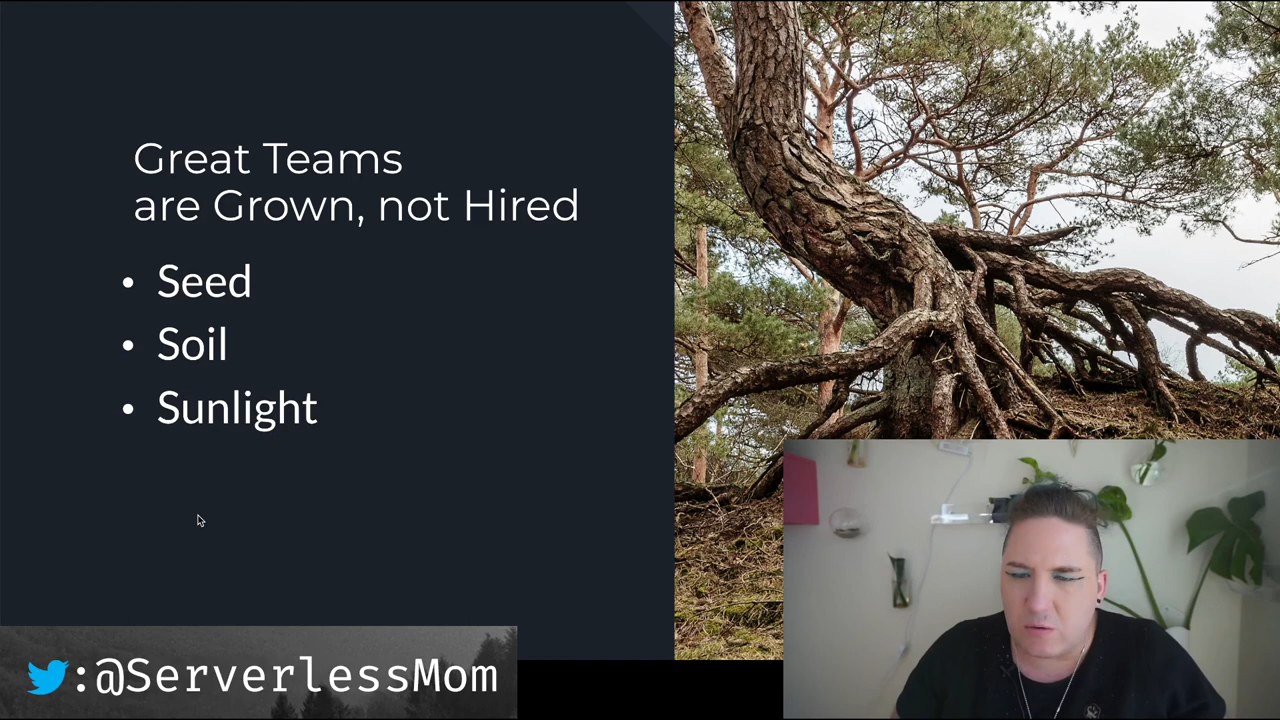 Great Teams
are Grown, not Hired
• Seed
• Soil
• Sunlight
:@ServerlessMom